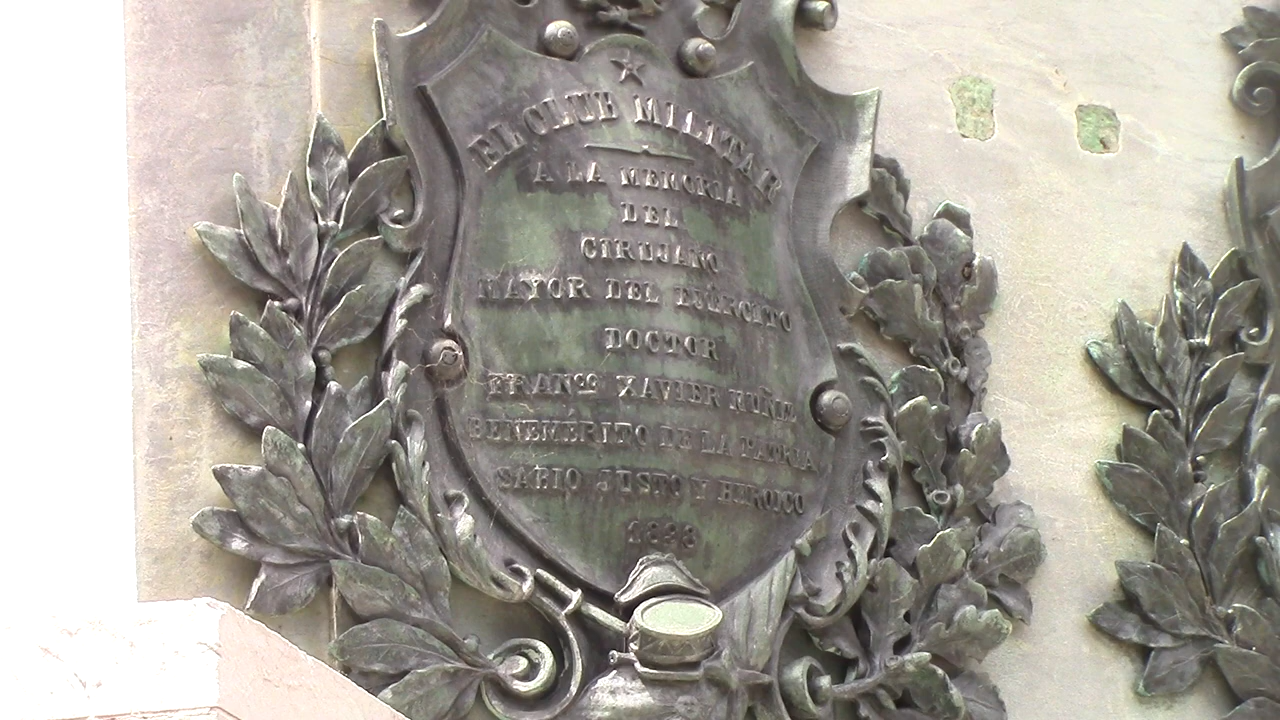 EL CLUB MILITAR
A LA MEMORIA
DEL
CIRUJANO
MAYOR DEL EJÉRCITO
DOCTOR
FRANCO XAVIER MUÑIZ
BENEMÉRITO DE LA PATRIA
SABIO JUSTO Y HEROICO
1898